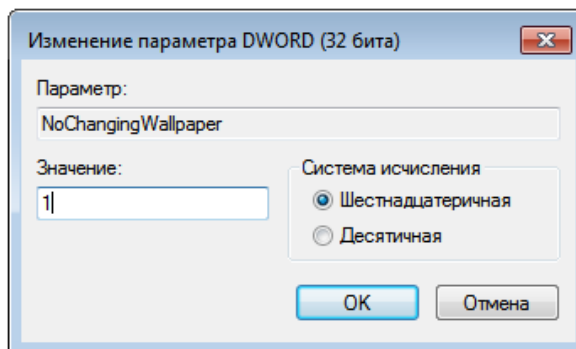 Изменение параметра DWORD (32 бита)
Параметр:
NoChangingWallpaper
Значение:
1
Система исчисления
Шестнадцатеричная
Десятичная
OK
Отмена